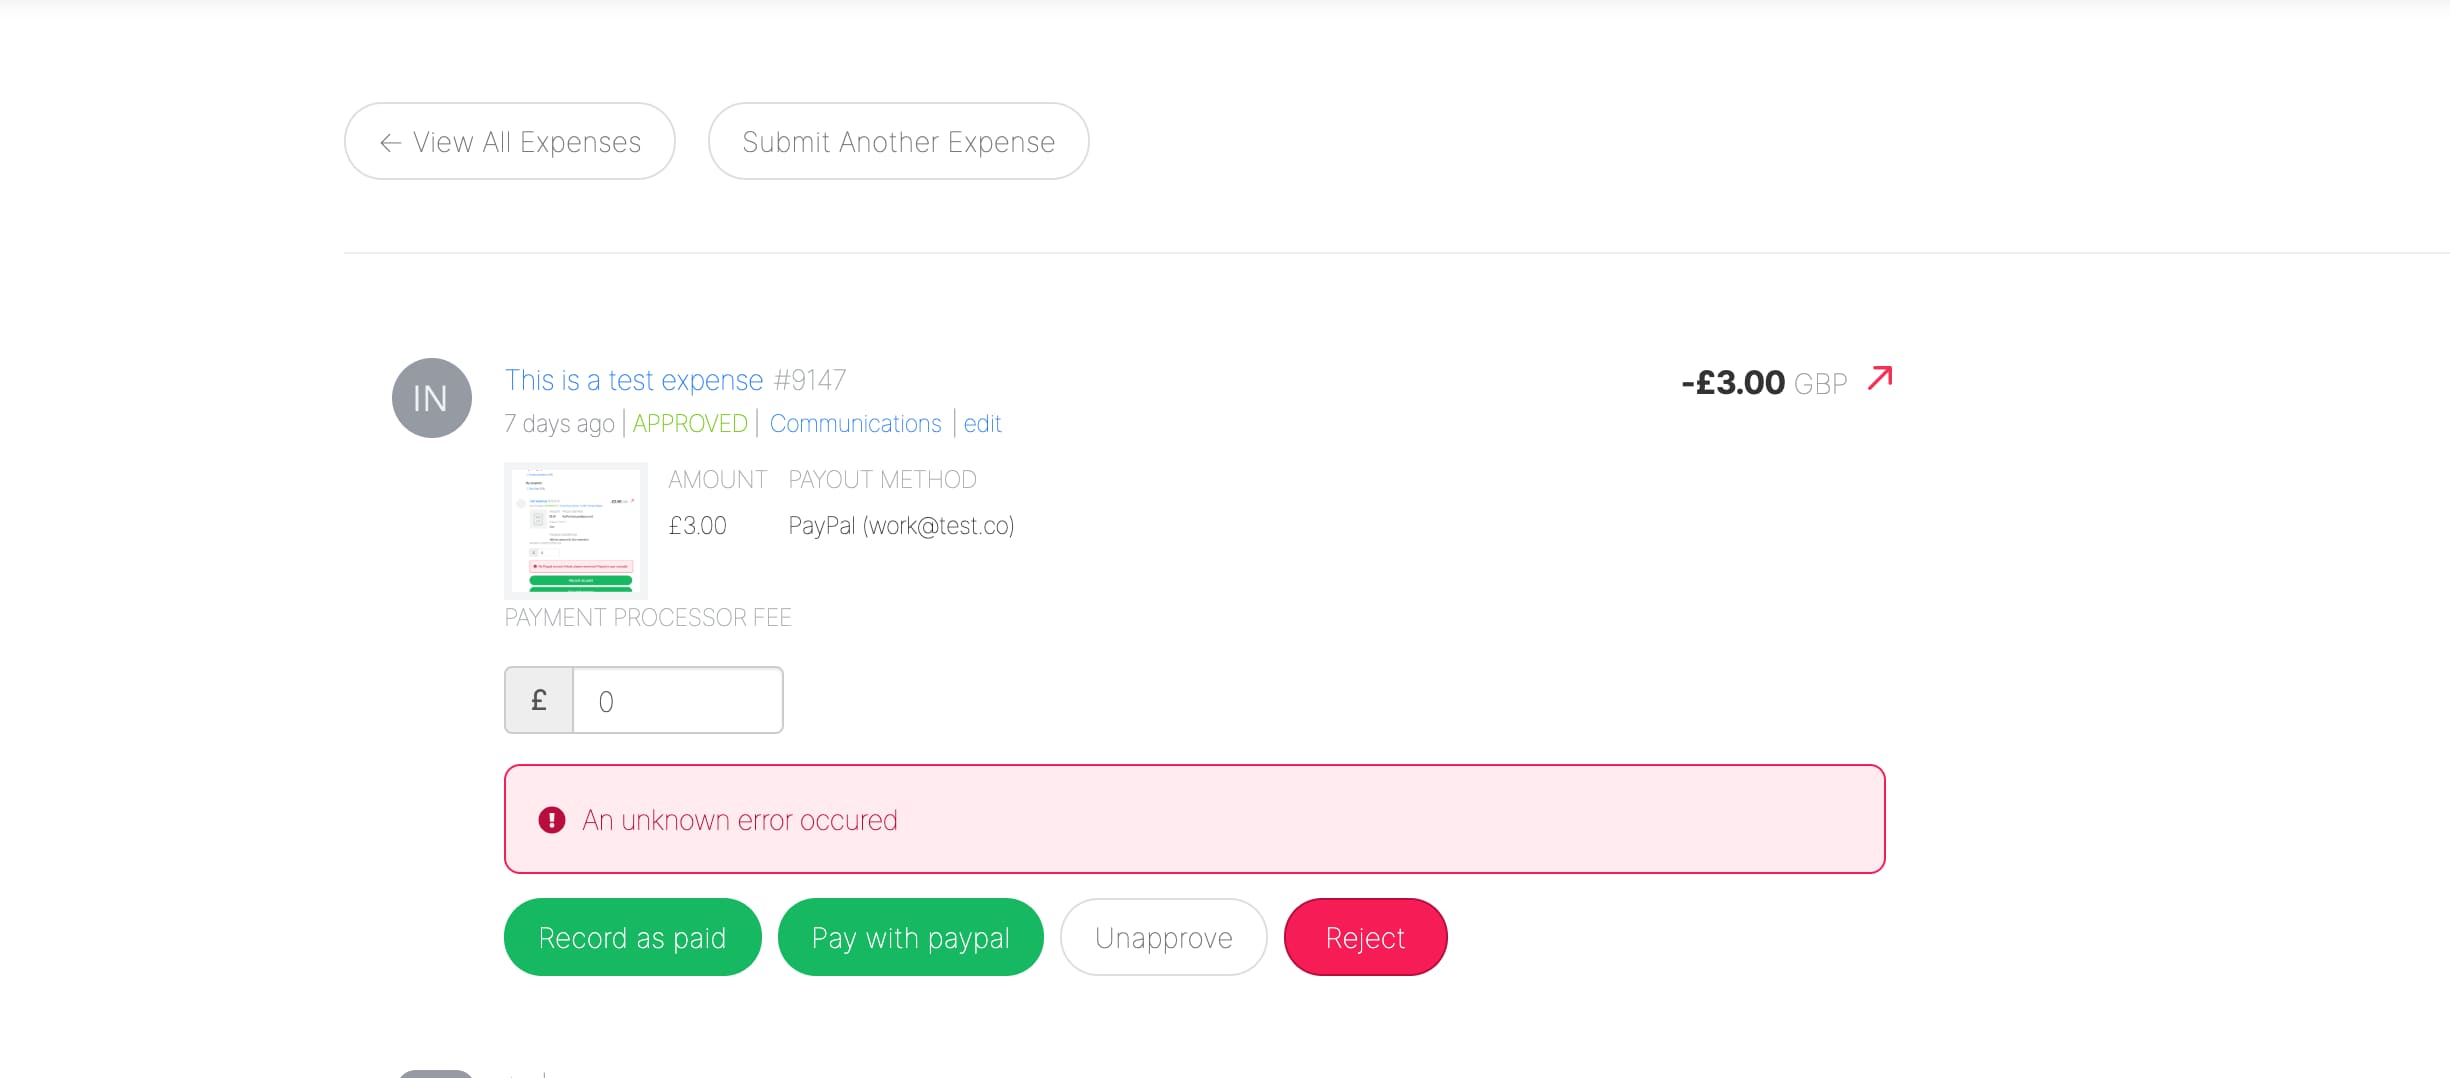 ← View All Expenses
Submit Another Expense
IN
This is a test expense #9147
-£3.00 GBP
7 days ago | APPROVED | Communications | edit
AMOUNT PAYOUT METHOD
£3.00 PayPal (work@test.co)
PAYMENT PROCESSOR FEE
£ 0
An unknown error occured
Record as paid
Pay with paypal
Unapprove
Reject